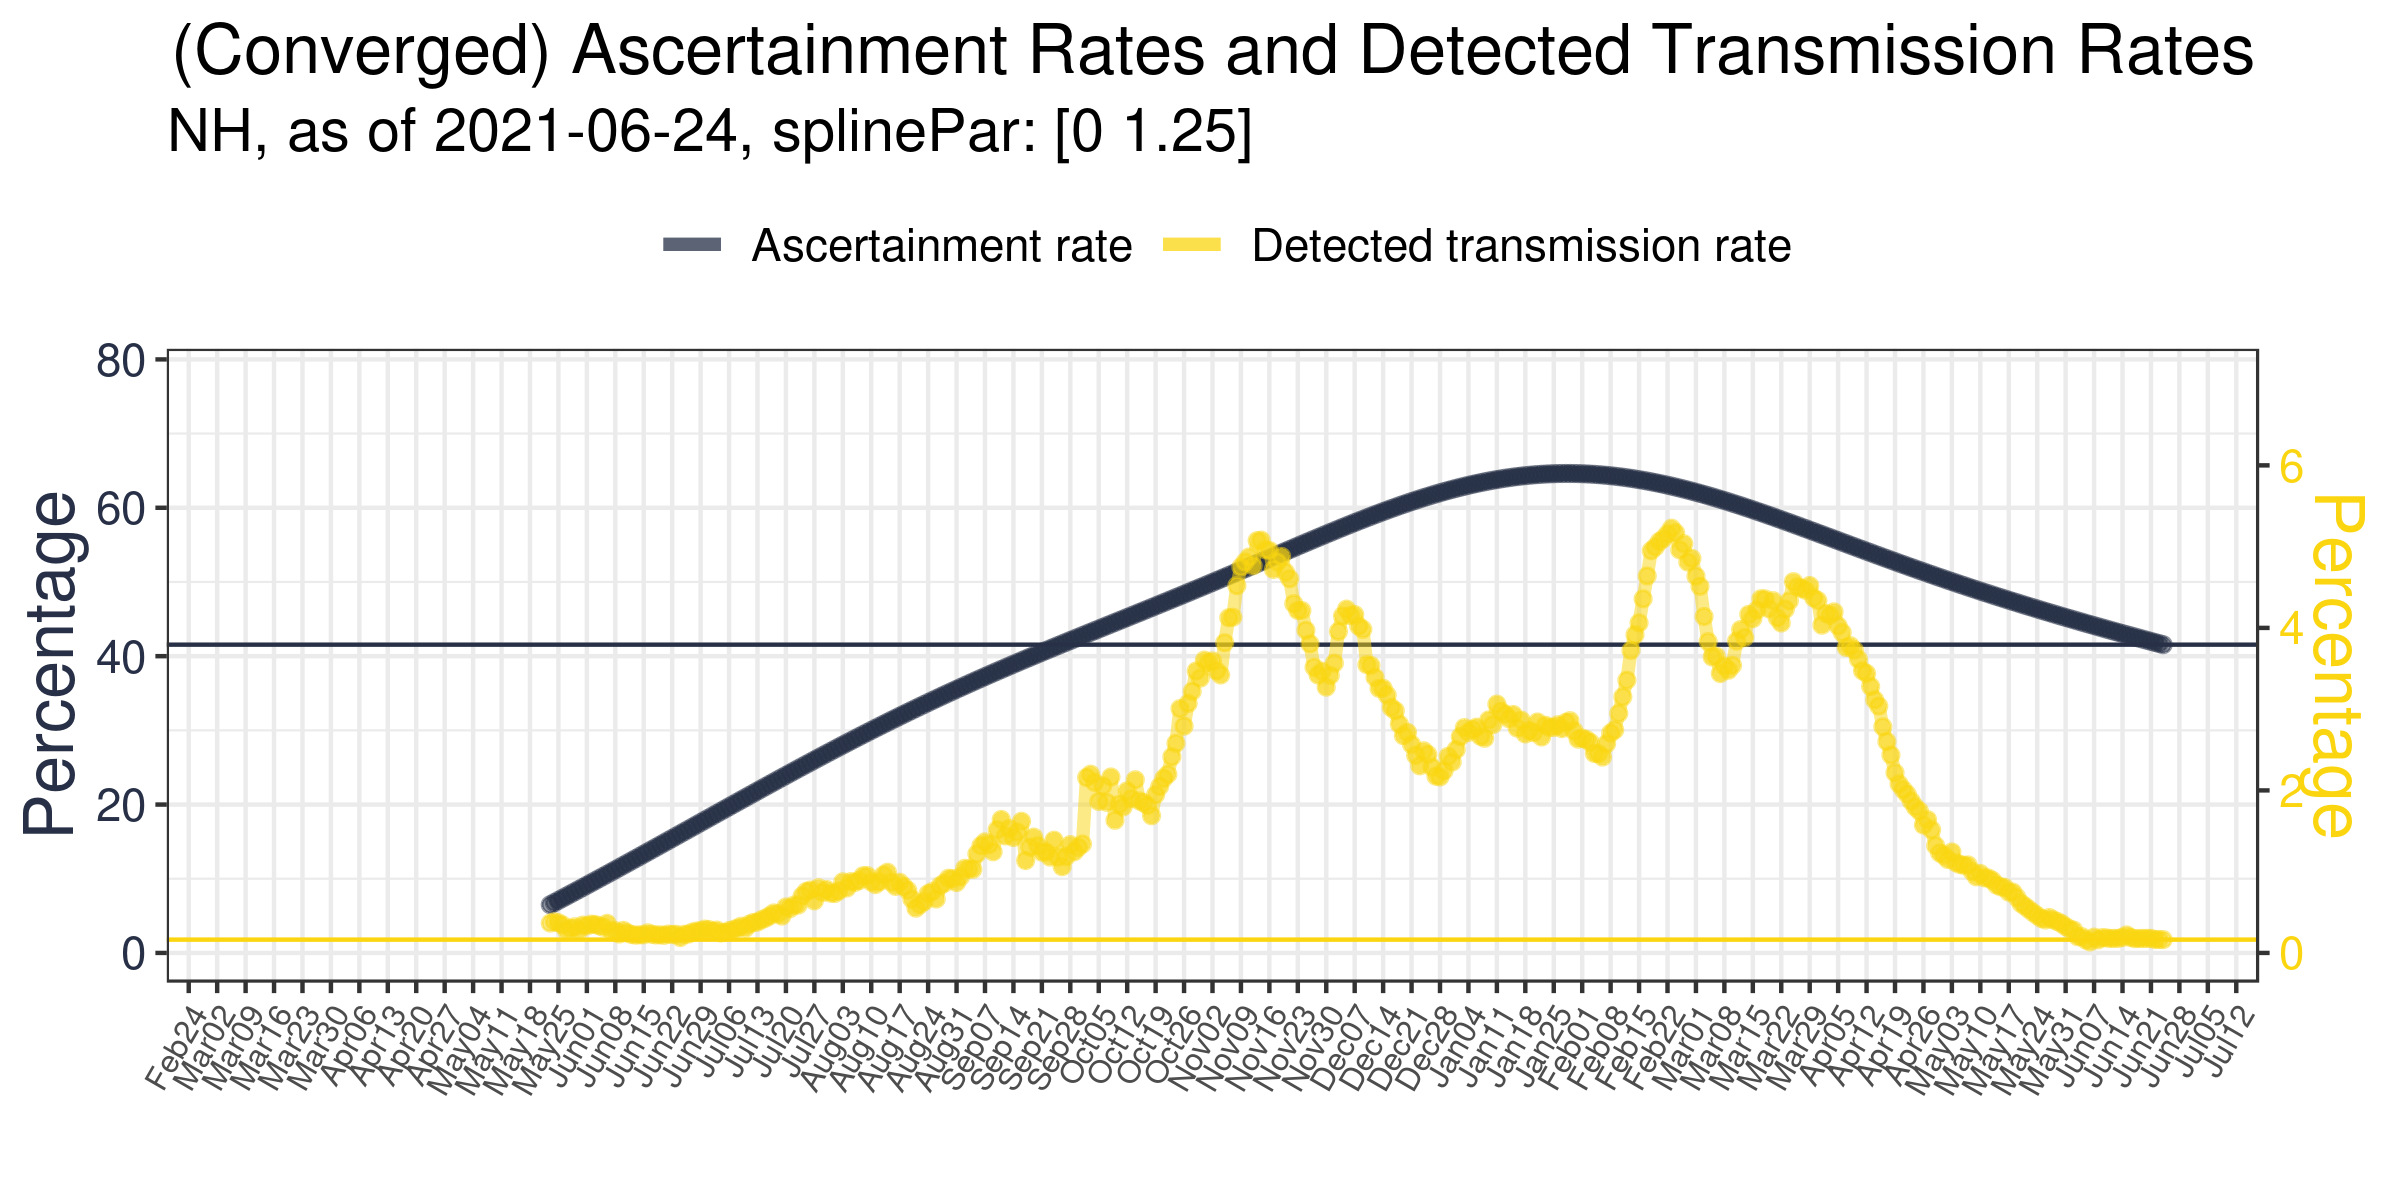 (Converged) Ascertainment Rates and Detected Transmission Rates
NH, as of 2021-06-24, splinePar: [0 1.25]
Ascertainment rate Detected transmission rate
Percentage
80
60
40
20
0
6
4
2
0
Percentage
Feb24
Mar02
Mar09
Mar16
Mar23
Mar30
Apr06
Apr13
Apr20
Apr27
May04
May11
May18
May25
Jun01
Jun08
Jun15
Jun22
Jun29
Jul06
Jul13
Jul20
Jul27
Aug03
Aug10
Aug17
Aug24
Aug31
Sep07
Sep14
Sep21
Sep28
Oct05
Oct12
Oct19
Oct26
Nov02
Nov09
Nov16
Nov23
Nov30
Dec07
Dec14
Dec21
Dec28
Jan04
Jan11
Jan18
Jan25
Feb01
Feb08
Feb15
Feb22
Mar01
Mar08
Mar15
Mar22
Mar29
Apr05
Apr12
Apr19
Apr26
May03
May10
May17
May24
May31
Jun07
Jun14
Jun21
Jun28
Jul05
Jul12